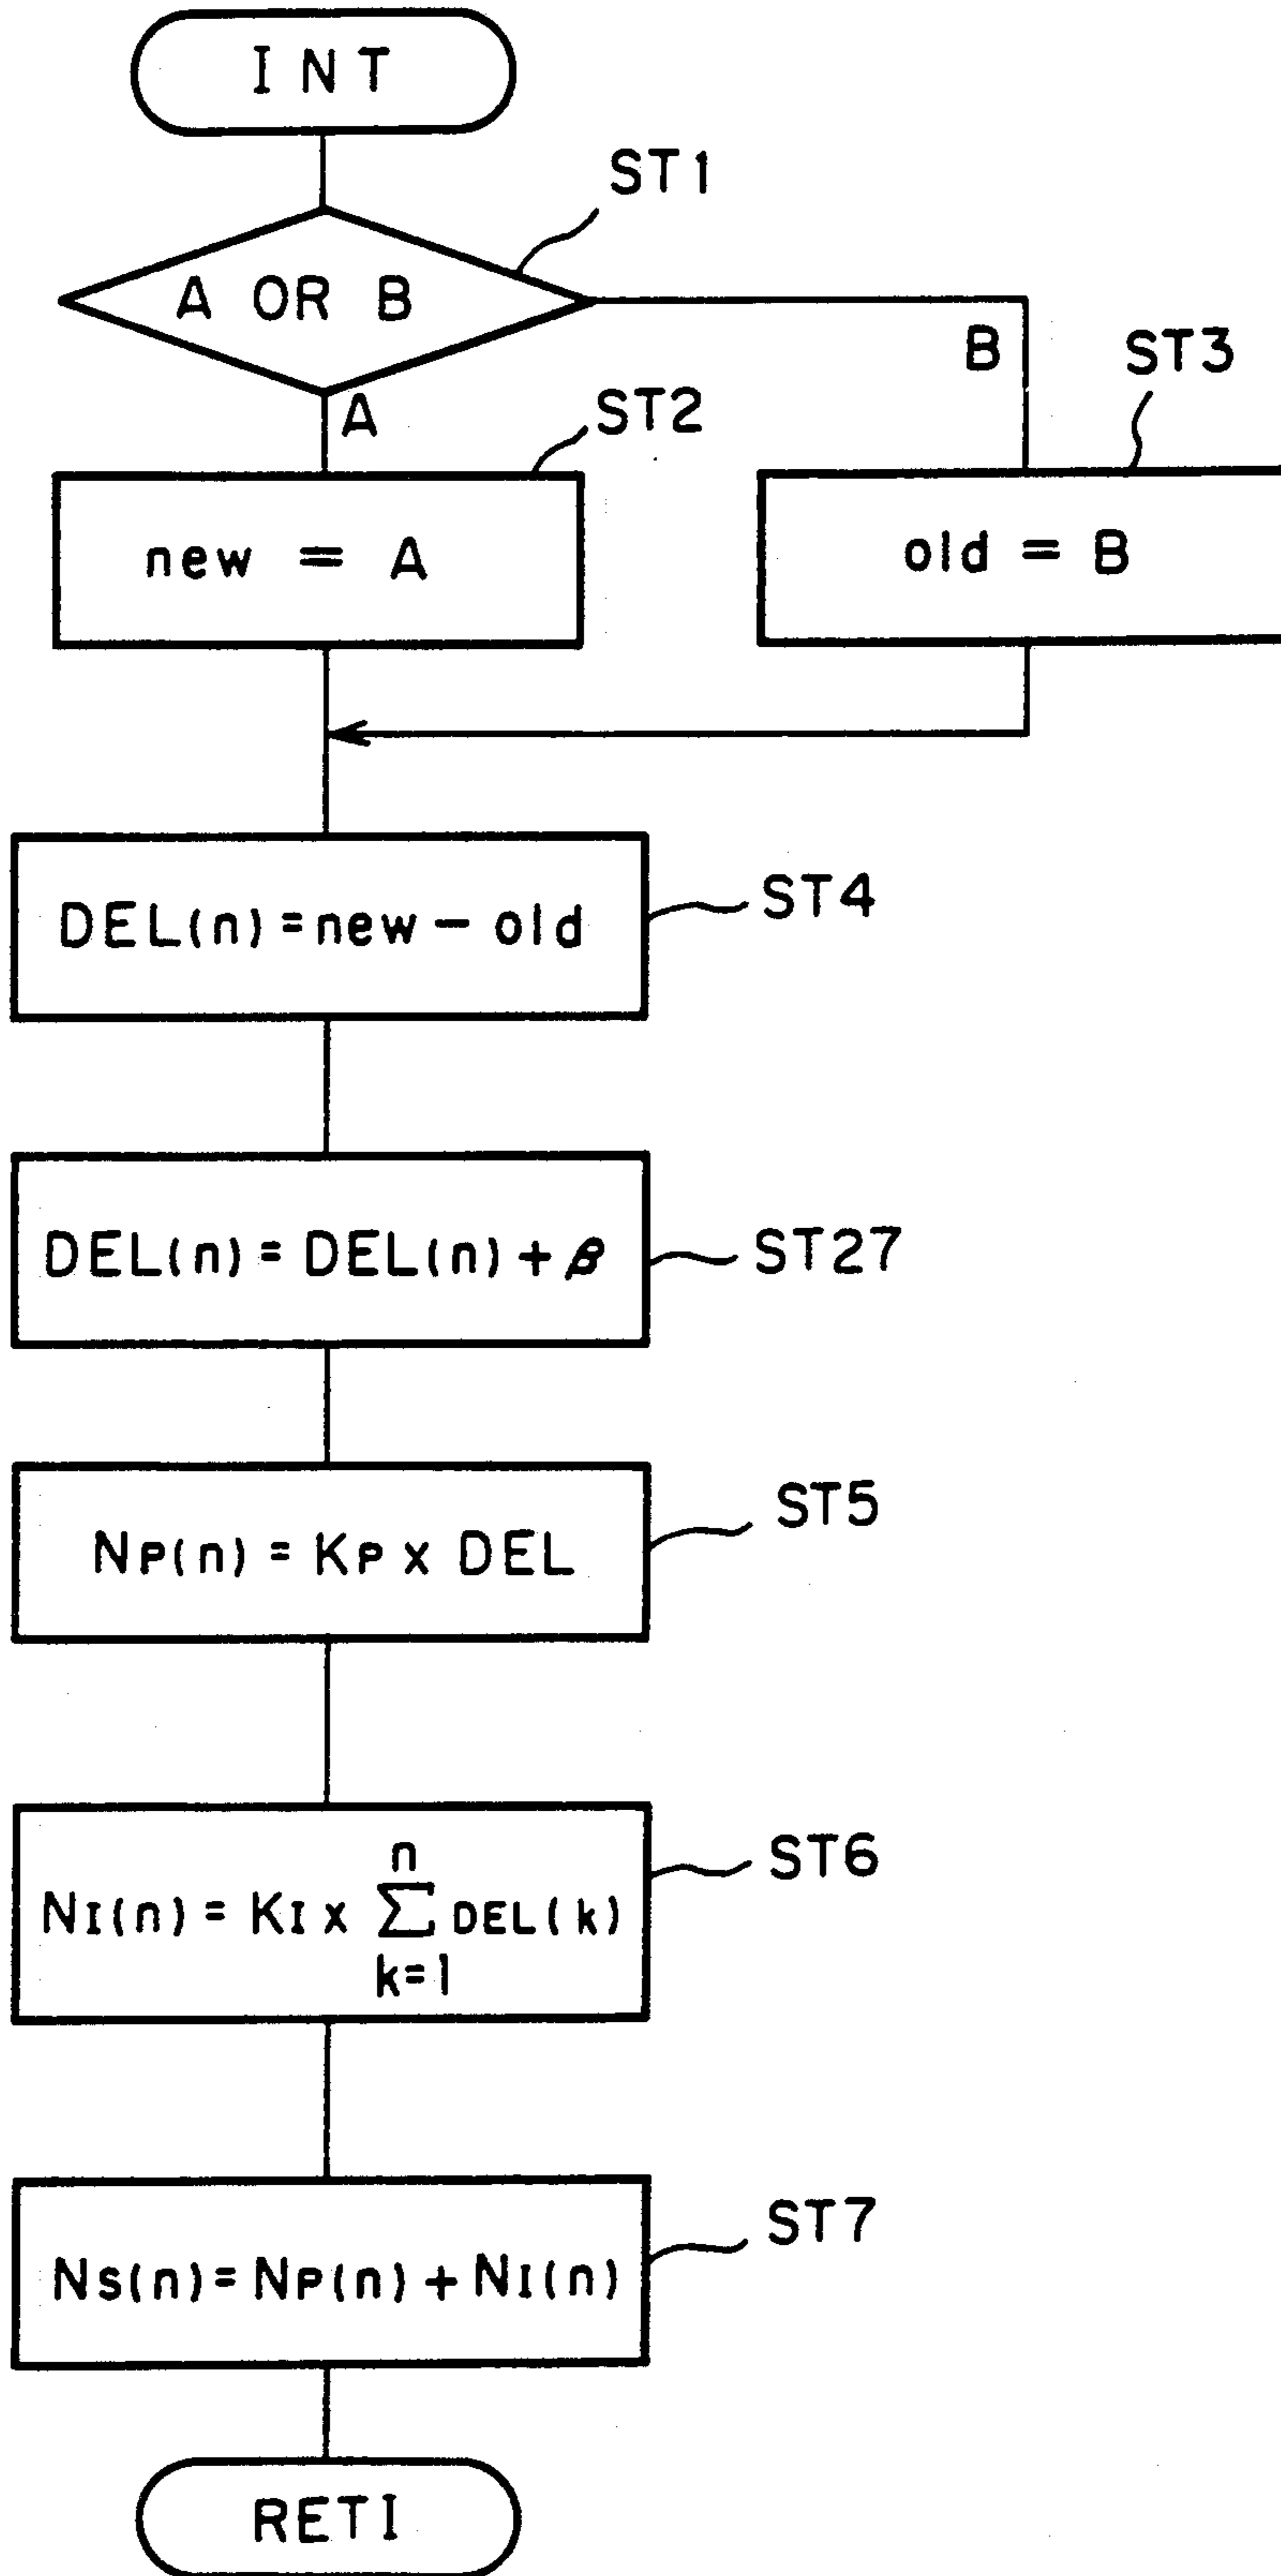 INT
ST1
A OR B
B
ST3
A
ST2
new = A
old = B
DEL(n) = new - old
ST4
DEL(n) = DEL(n) + β
ST27
NP(n) = KP x DEL
ST5
n
NI(n) = KI x ∑ DEL(k)
k=1
ST6
NS(n) = NP(n) + NI(n)
ST7
RETI